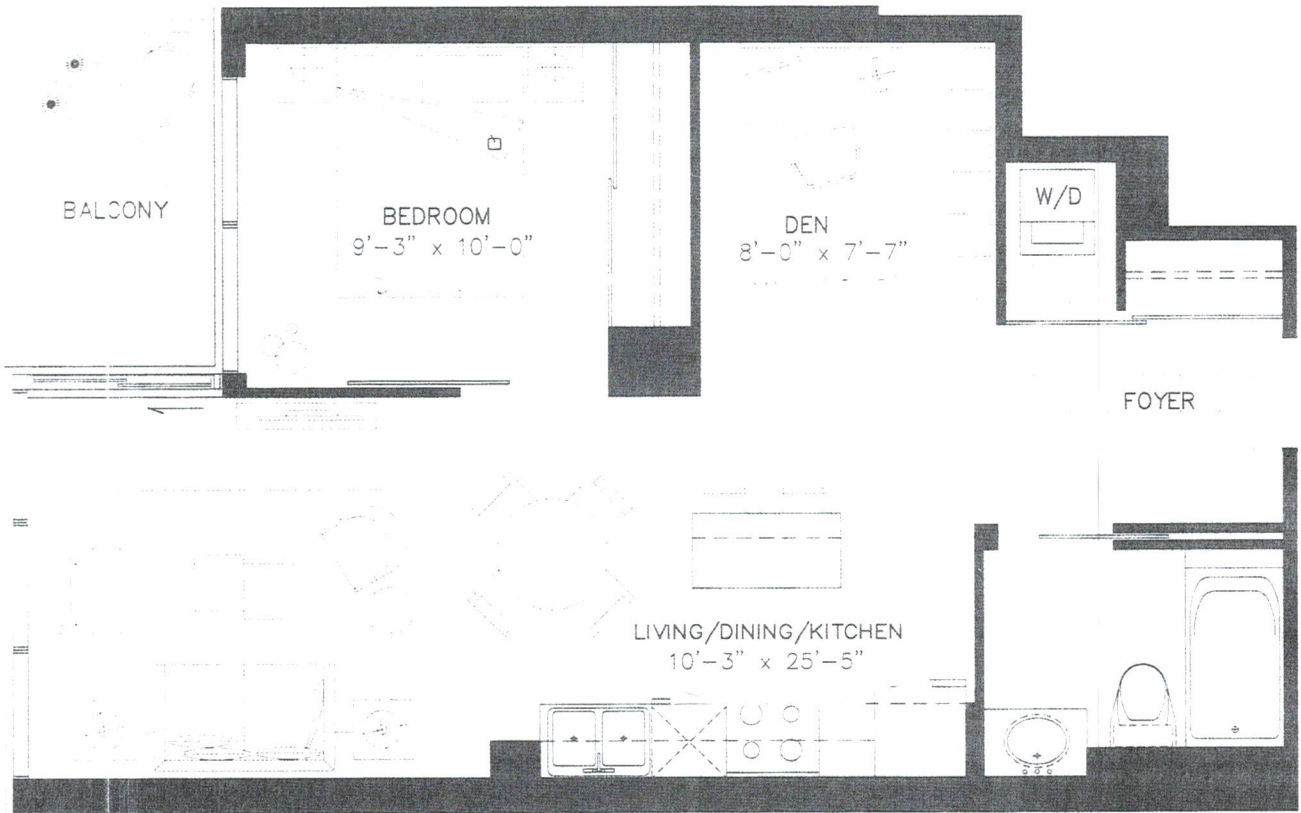 BALCONY
BEDROOM
9'-3" x 10'-0"
DEN
8'-0" x 7'-7"
W/D
FOYER
LIVING/DINING/KITCHEN
10'-3" x 25'-5"